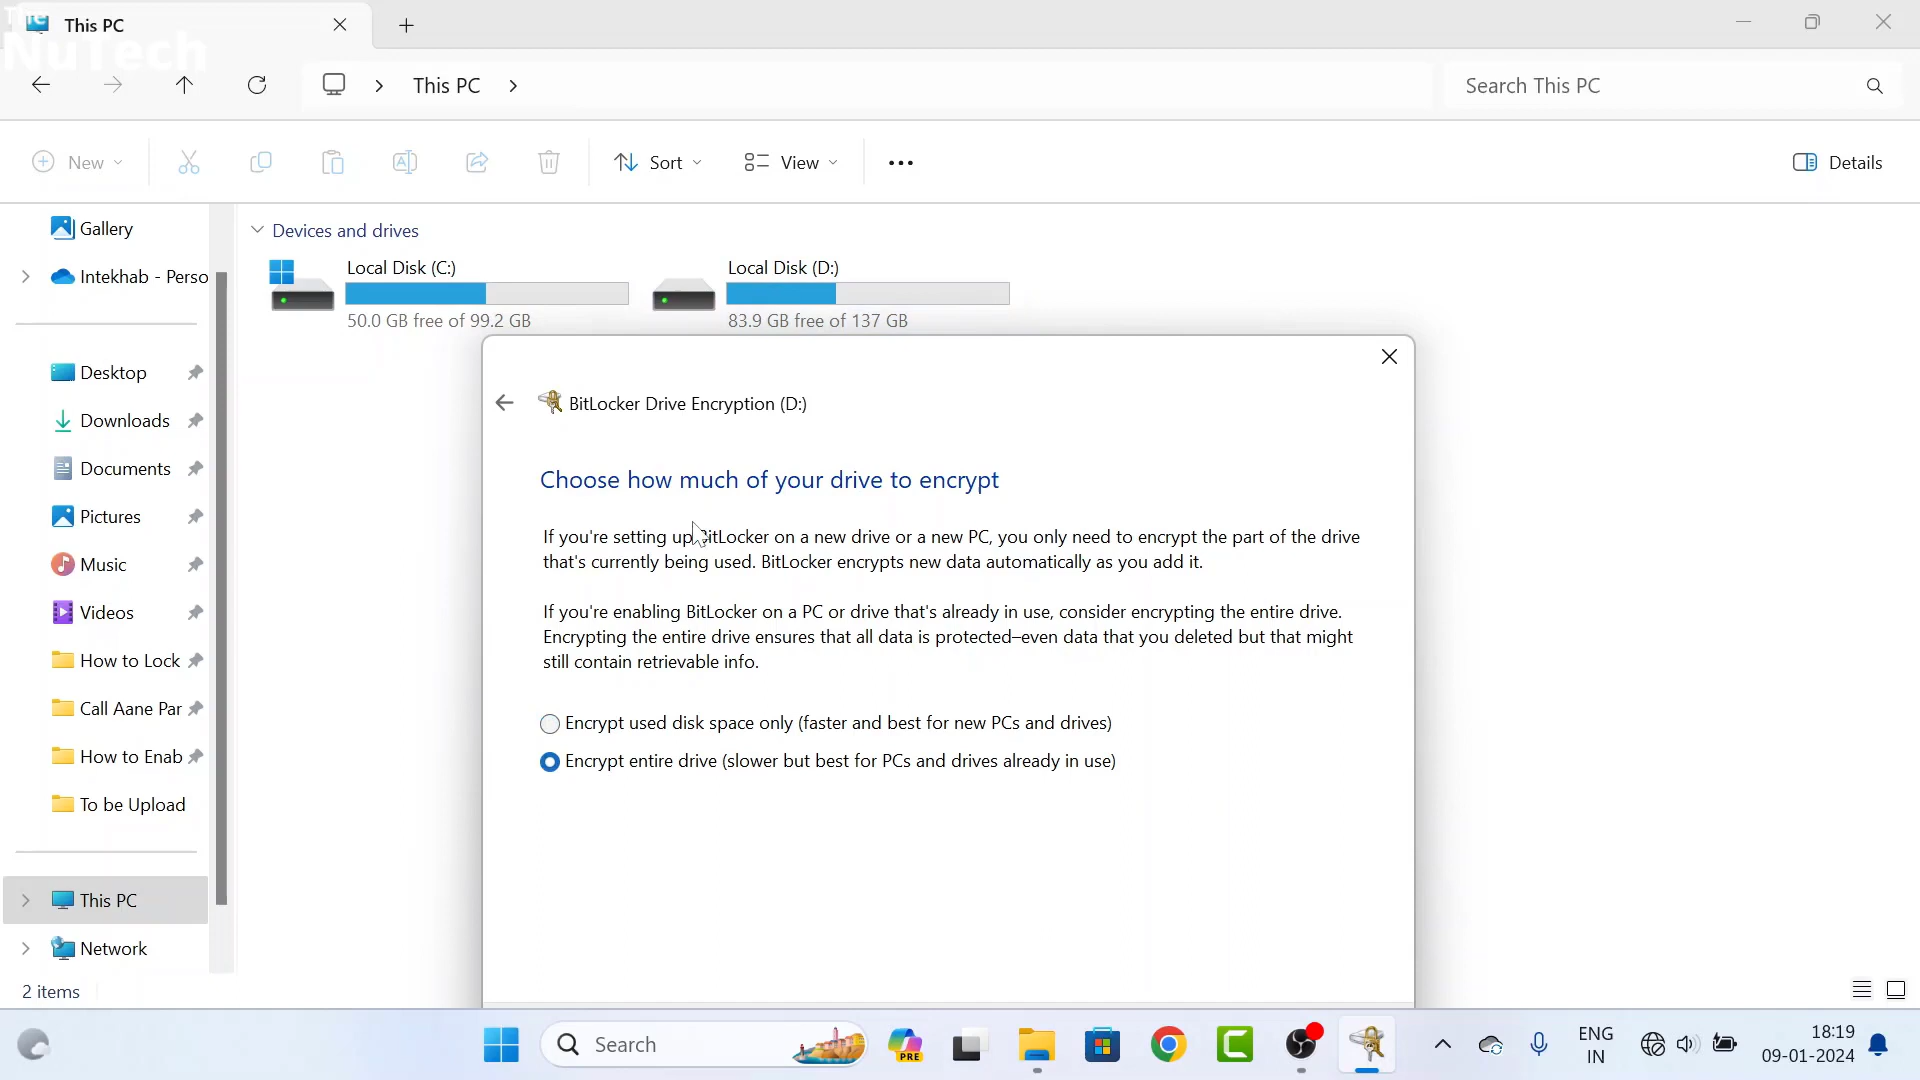 The
NuTech
This PC
This PC
Search This PC
New
Sort
View
Details
Gallery
Intekhab - Perso
Desktop
Downloads
Documents
Pictures
Music
Videos
How to Lock
Call Aane Par
How to Enab
To be Upload
This PC
Network
2 items
Devices and drives
Local Disk (C:)
50.0 GB free of 99.2 GB
Local Disk (D:)
83.9 GB free of 137 GB
BitLocker Drive Encryption (D:)
Choose how much of your drive to encrypt
If you're setting up BitLocker on a new drive or a new PC, you only need to encrypt the part of the drive
that's currently being used. BitLocker encrypts new data automatically as you add it.
If you're enabling BitLocker on a PC or drive that's already in use, consider encrypting the entire drive.
Encrypting the entire drive ensures that all data is protected–even data that you deleted but that might
still contain retrievable info.
Encrypt used disk space only (faster and best for new PCs and drives)
Encrypt entire drive (slower but best for PCs and drives already in use)
Search
PRE
ENG
IN
18:19
09-01-2024